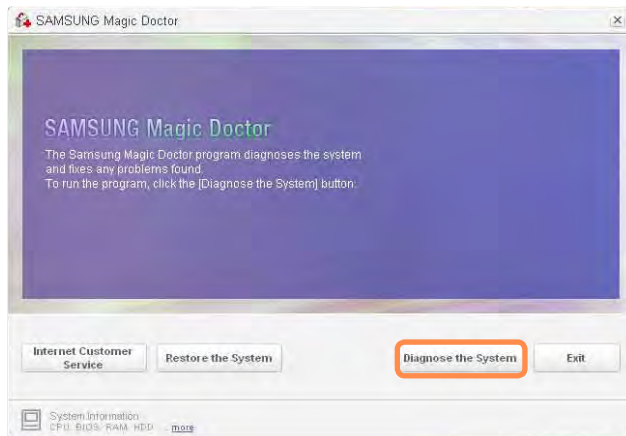 SAMSUNG Magic Doctor
SAMSUNG Magic Doctor
The Samsung Magic Doctor program diagnoses the system
and fixes any problems found.
To run the program, click the [Diagnose the System] button.
Internet Customer
Service
Restore the System
Diagnose the System
Exit
System Information
CPU, BIOS, RAM, HDD ... more